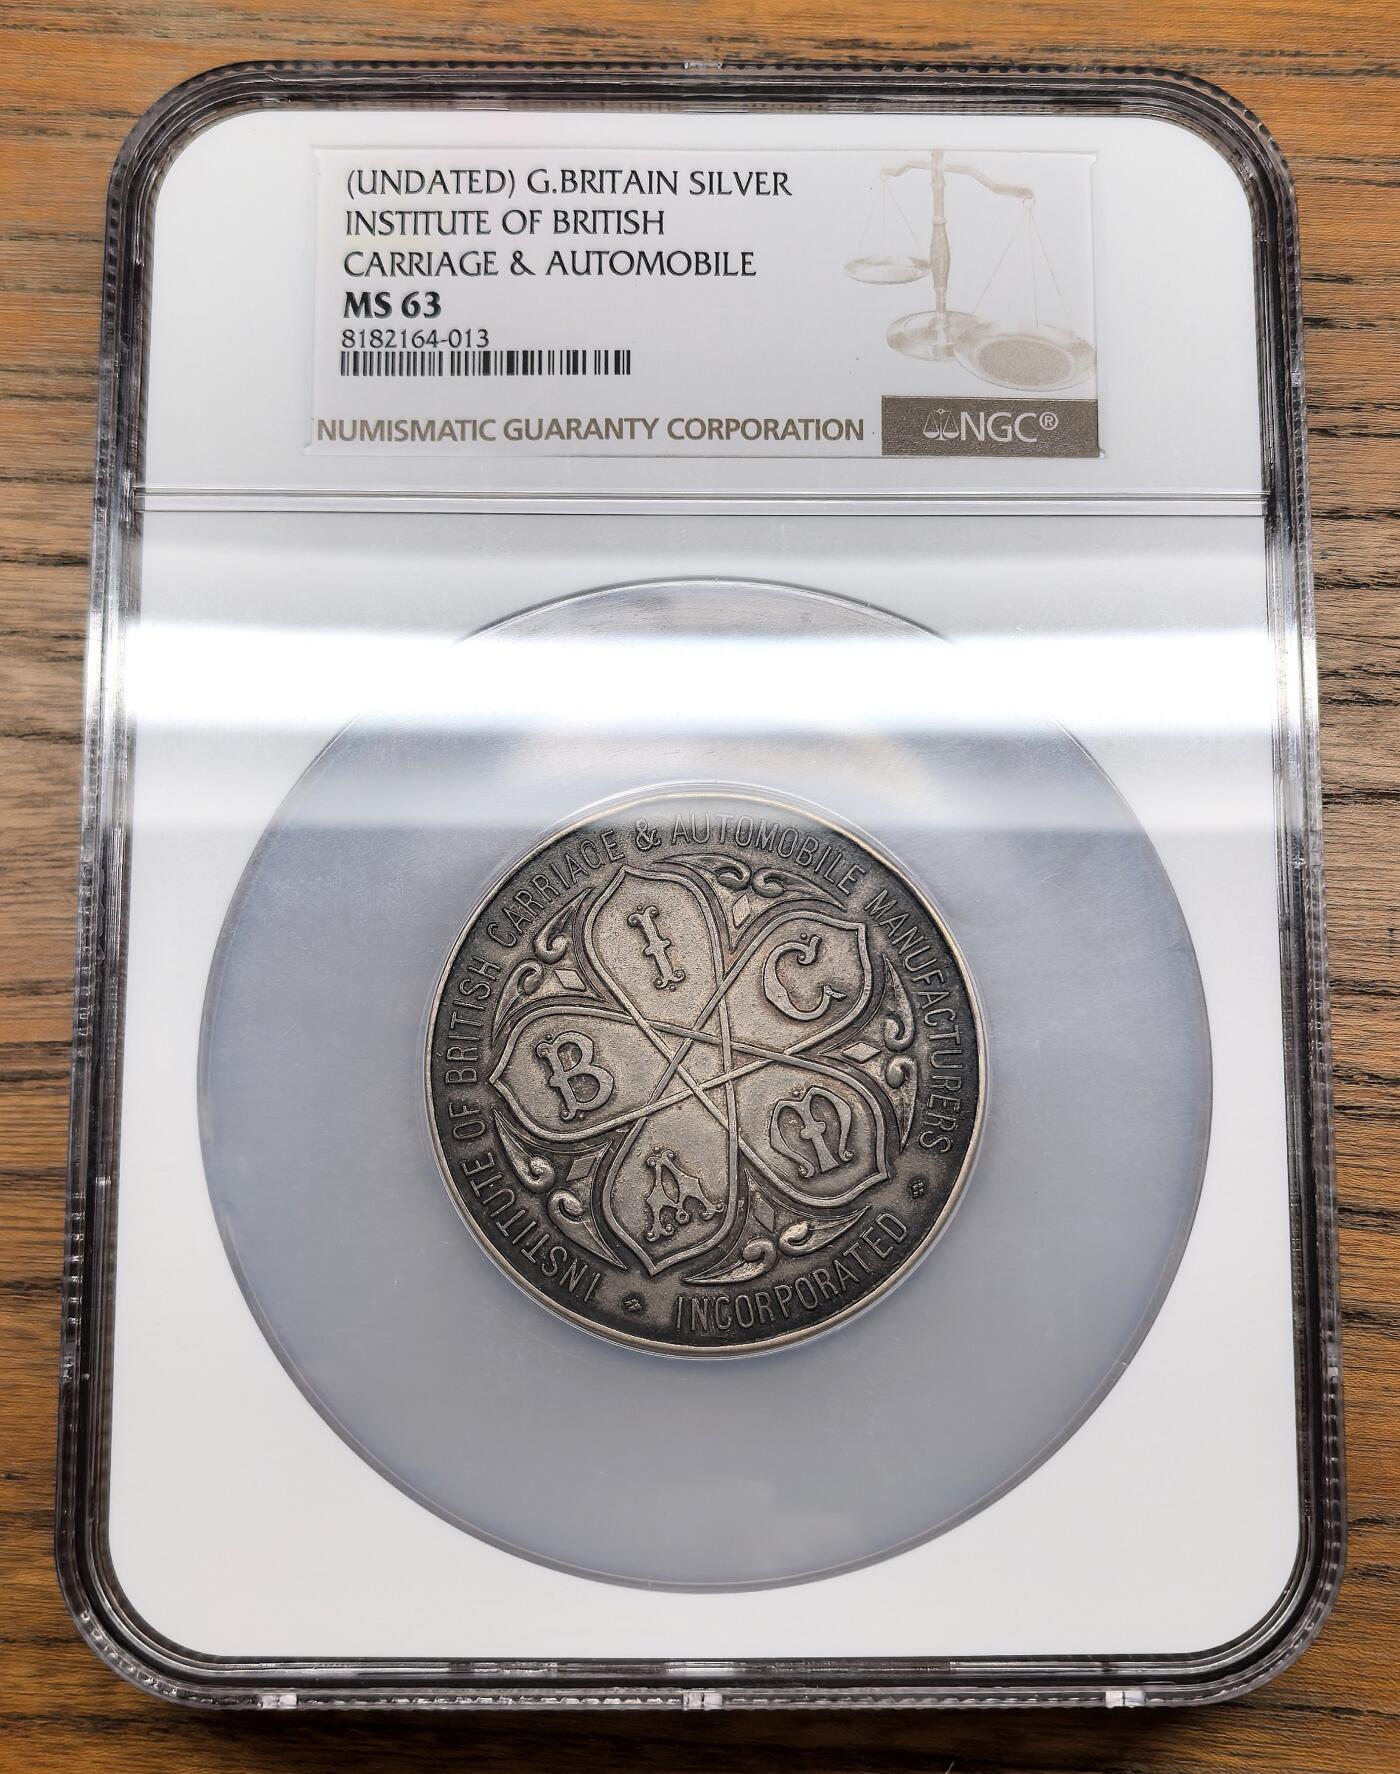 (UNDATED) G.BRITAIN SILVER
INSTITUTE OF BRITISH
CARRIAGE & AUTOMOBILE
MS 63
8182164-013
NUMISMATIC GUARANTY CORPORATION
NGC®
INSTITUTE OF BRITISH CARRIAGE & AUTOMOBILE MANUFACTURERS
INCORPORATED
I
B
C
A
M